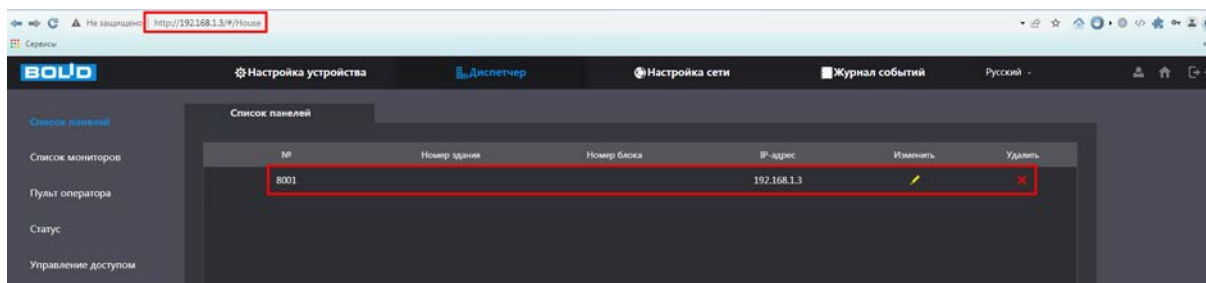 Не защищено http://192.168.1.3/#/House
Сервисы
BOLID Настройка устройства Диспетчер Настройка сети Журнал событий Русский
Список панелей
Список панелей
№ Номер здания Номер блока IP-адрес Изменить Удалить
8001 192.168.1.3
Список мониторов
Пульт оператора
Статус
Управление доступом